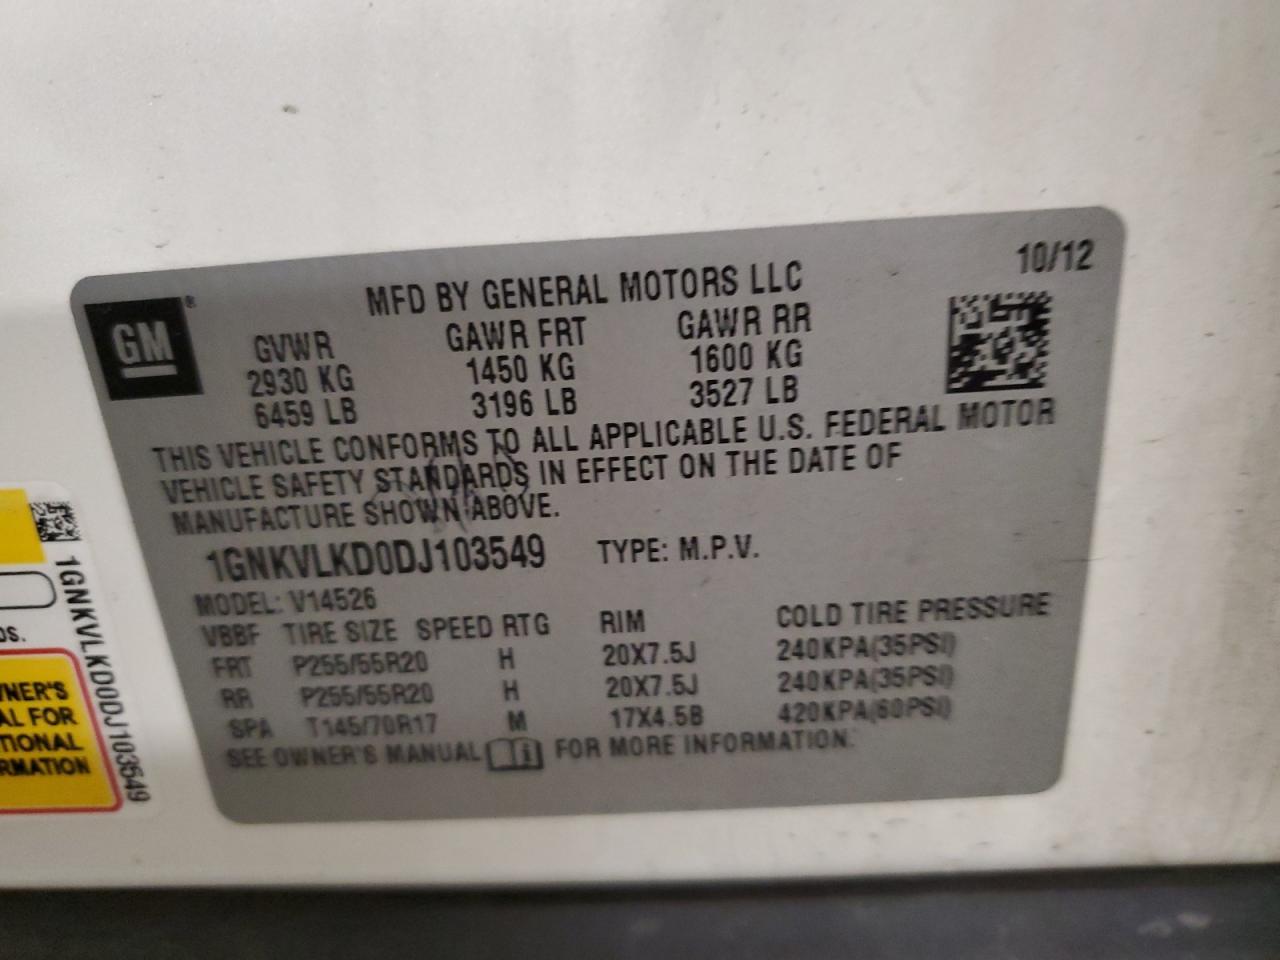 10/12
MFD BY GENERAL MOTORS LLC
GM®
GVWR GAWR FRT GAWR RR
2930 KG 1450 KG 1600 KG
6459 LB 3196 LB 3527 LB
THIS VEHICLE CONFORMS TO ALL APPLICABLE U.S. FEDERAL MOTOR
VEHICLE SAFETY STANDARDS IN EFFECT ON THE DATE OF
MANUFACTURE SHOWN ABOVE.
1GNKVLKD0DJ103549 TYPE: M.P.V.
MODEL: V14526
VBBF TIRE SIZE SPEED RTG RIM COLD TIRE PRESSURE
FRT P255/55R20 H 20X7.5J 240KPA(35PSI)
RR P255/55R20 H 20X7.5J 240KPA(35PSI)
SPA T145/70R17 M 17X4.5B 420KPA(60PSI)
SEE OWNER'S MANUAL FOR MORE INFORMATION.
1GNKVLKD0DJ103549
FOR